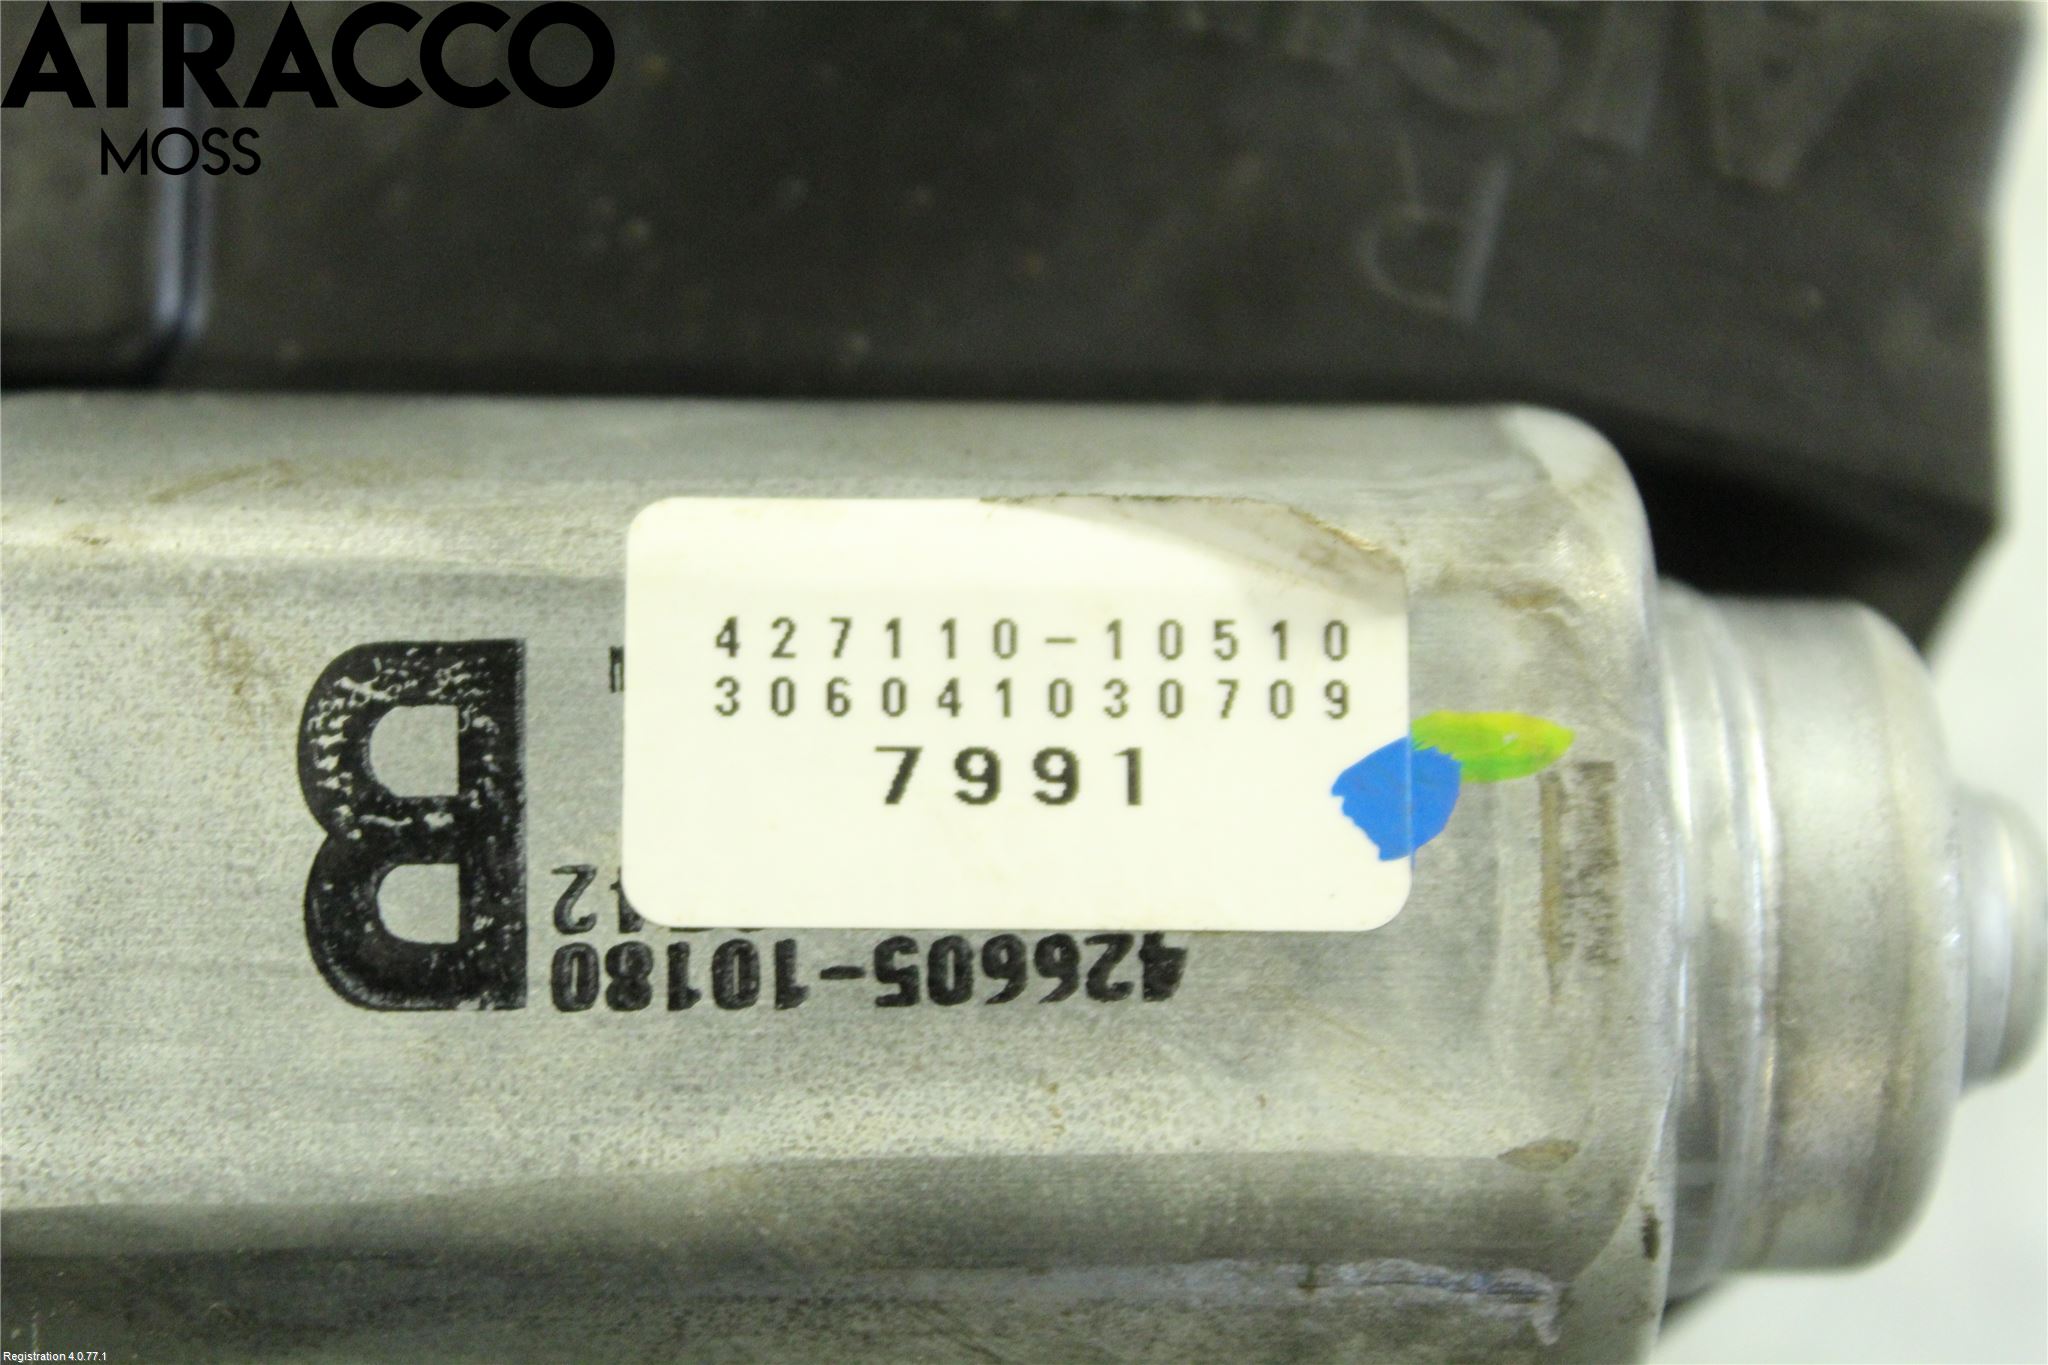 ATRACCO
MOSS
427110-10510
306041030709
7991
B
426605-10180
Registration 4.0.77.1